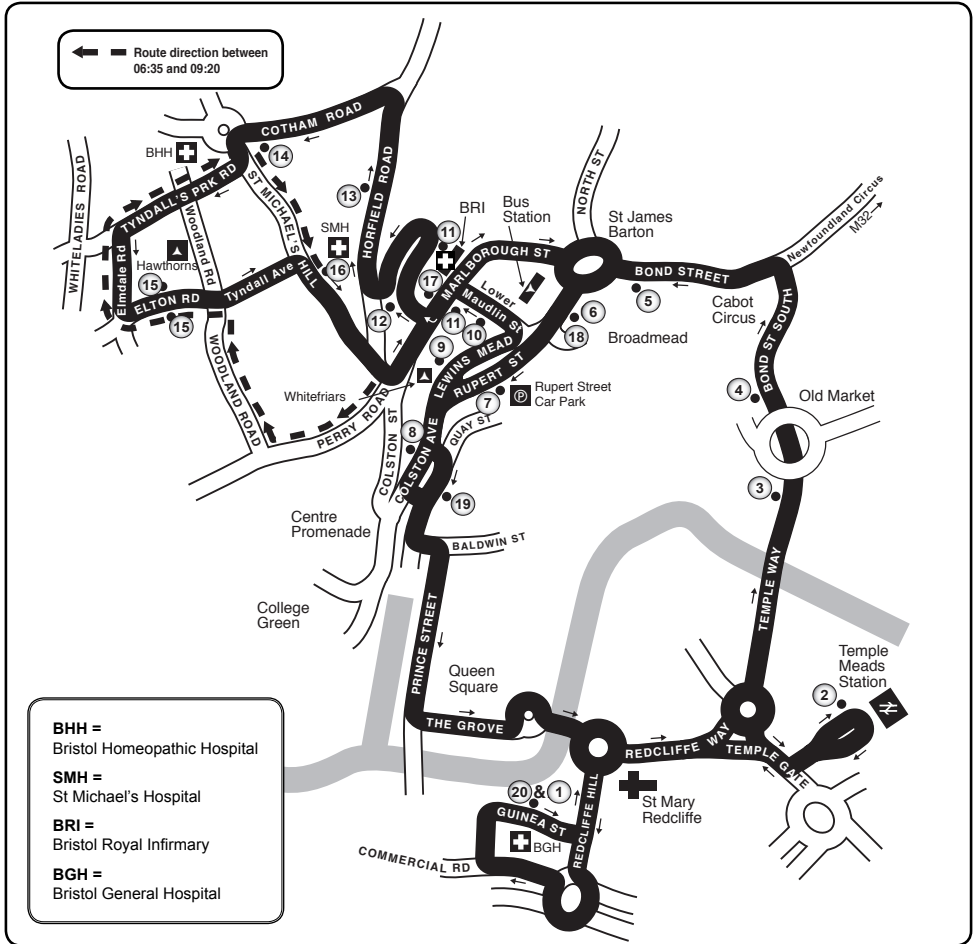 Route direction between
06:35 and 09:20
COTHAM ROAD
BHH
14
WHITELADIES ROAD
TYNDALL'S PRK RD
ST MICHAEL'S HILL
13
HORFIELD ROAD
NORTH ST
Newfoundland Circus
M32
Woodland Rd
SMH
16
BRI
11
Bus
Station
St James
Barton
Elmdale Rd
Hawthorns
15
ELTON RD
15
Tyndall Ave
17
MARLBOROUGH ST
BOND STREET
5
Cabot
Circus
12
11
10
Lower
Maudlin St
6
18
Broadmead
BOND ST SOUTH
WOODLAND ROAD
9
LEWINS MEAD
RUPERT ST
Whitefriars
7
P
Rupert Street
Car Park
4
Old Market
PERRY ROAD
COLSTON ST
8
COLSTON AVE
QUAY ST
3
19
Centre
Promenade
BALDWIN ST
TEMPLE WAY
College
Green
PRINCE STREET
Queen
Square
Temple
Meads
Station
2
THE GROVE
REDCLIFFE WAY
TEMPLE GATE
St Mary
Redcliffe
20 & 1
GUINEA ST
BGH
REDCLIFFE HILL
COMMERCIAL RD
BHH =
Bristol Homeopathic Hospital
SMH =
St Michael's Hospital
BRI =
Bristol Royal Infirmary
BGH =
Bristol General Hospital